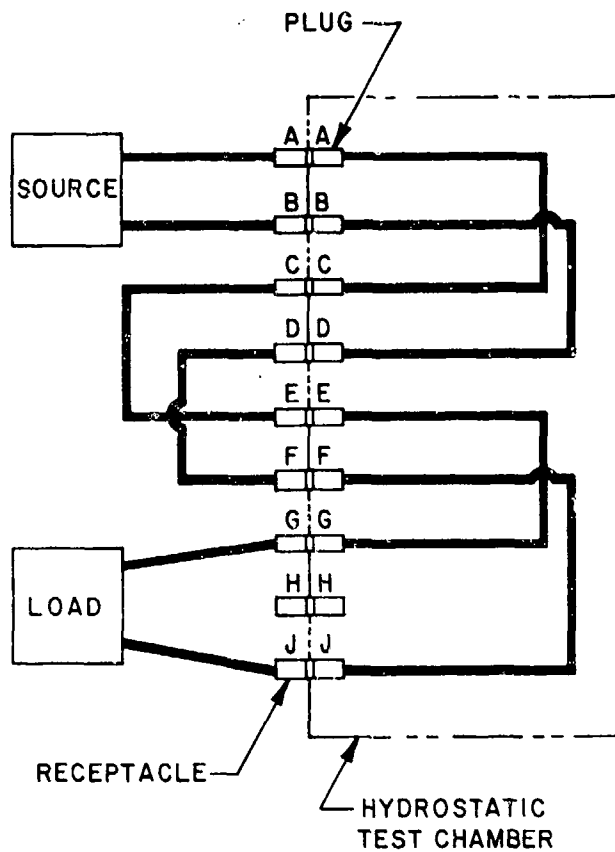 PLUG
A A
SOURCE
B B
C C
D D
E E
F F
G G
H H
LOAD
J J
RECEPTACLE
HYDROSTATIC
TEST CHAMBER